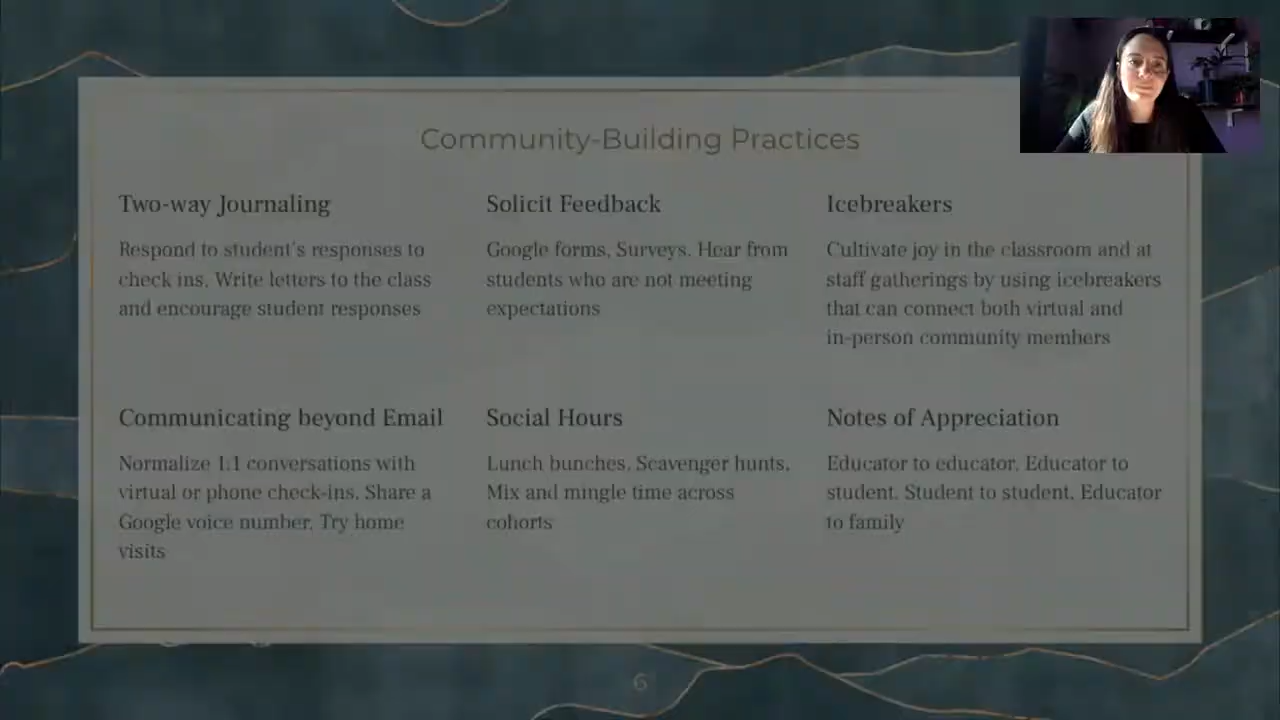 Community-Building Practices
Two-way Journaling
Respond to student's responses to
check ins. Write letters to the class
and encourage student responses
Solicit Feedback
Google forms, Surveys. Hear from
students who are not meeting
expectations
Icebreakers
Cultivate joy in the classroom and at
staff gatherings by using icebreakers
that can connect both virtual and
in-person community members
Communicating beyond Email
Normalize 1:1 conversations with
virtual or phone check-ins. Share a
Google voice number. Try home
visits
Social Hours
Lunch bunches. Scavenger hunts.
Mix and mingle time across
cohorts
Notes of Appreciation
Educator to educator. Educator to
student. Student to student. Educator
to family
6